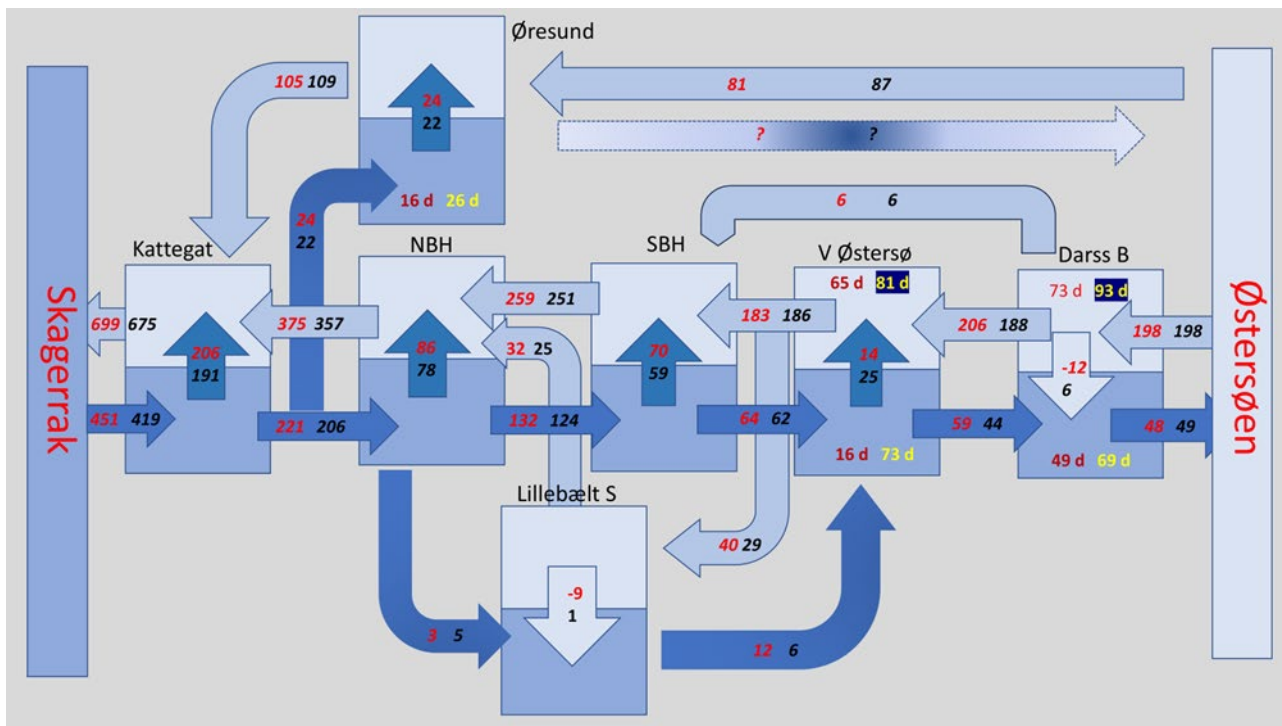 Øresund
105 109
81 87
24
22
? ?
16 d 26 d
6 6
24
22
Kattegat
NBH
SBH
V Østersø
Darss B
65 d 81 d
73 d 93 d
Skagerrak
Østersøen
699 675
375 357
259 251
183 186
206 188
198 198
206
191
86
78
32 25
70
59
14
25
-12
6
451 419
221 206
132 124
64 62
59 44
48 49
16 d 73 d
49 d 69 d
Lillebælt S
40 29
-9
1
3 5
12 6